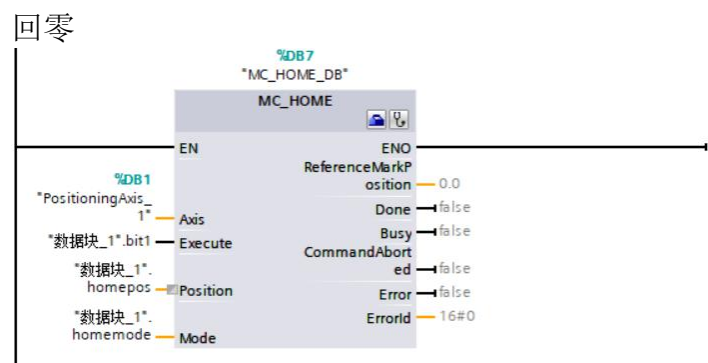 回零
%DB7
"MC_HOME_DB"
MC_HOME
EN
ENO
ReferenceMarkP
osition
0.0
%DB1
"PositioningAxis_
1"
Axis
Done
false
"数据块_1".bit1
Execute
Busy
false
CommandAbort
ed
false
"数据块_1".
homepos
Position
Error
false
ErrorId
16#0
"数据块_1".
homemode
Mode